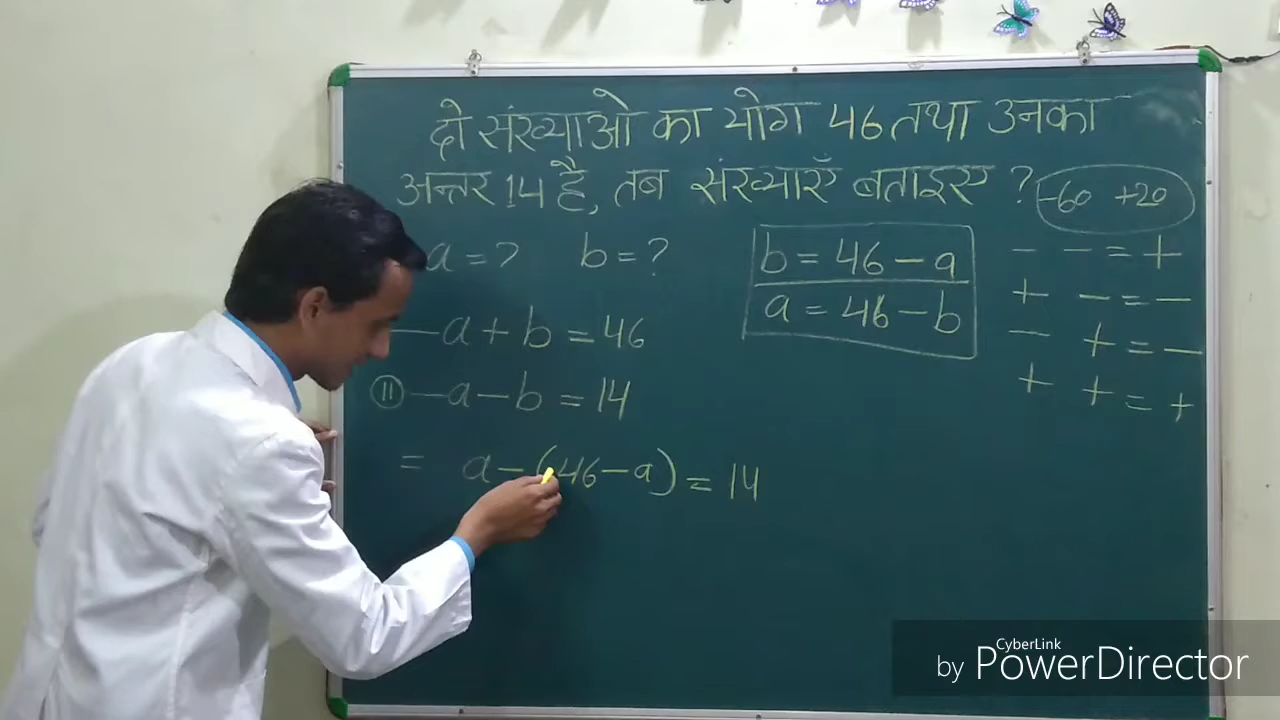 दो संख्याओ का योग 46 तथा उनका
अन्तर 14 है, तब संख्याएँ बताइए ?
-60 +20
a = ? b = ?
b = 46 - a
a = 46 - b
- - = +
+ - = -
- + = -
+ + = +
- a + b = 46
(II) - a - b = 14
= a - (46 - a) = 14
CyberLink
by PowerDirector